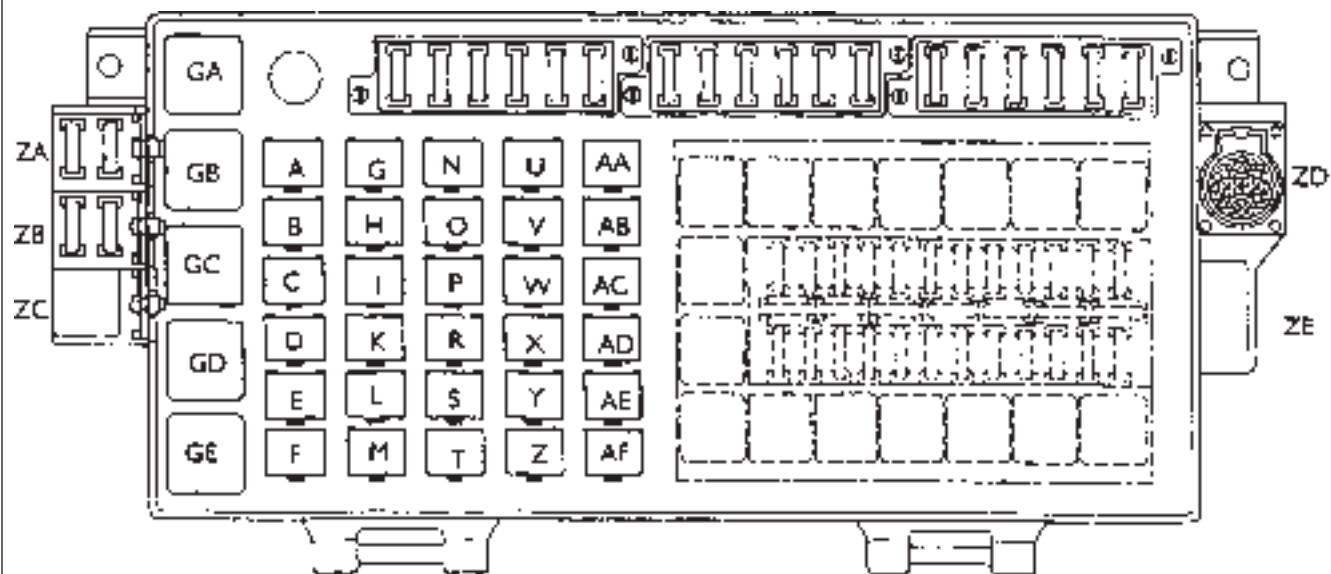 GA
ZA
GB
A G N U AA
ZD
ZB
B H O V AB
GC
C I P W AC
ZC
ZE
GD
D K R X AD
E L S Y AE
GE
F M T Z AF